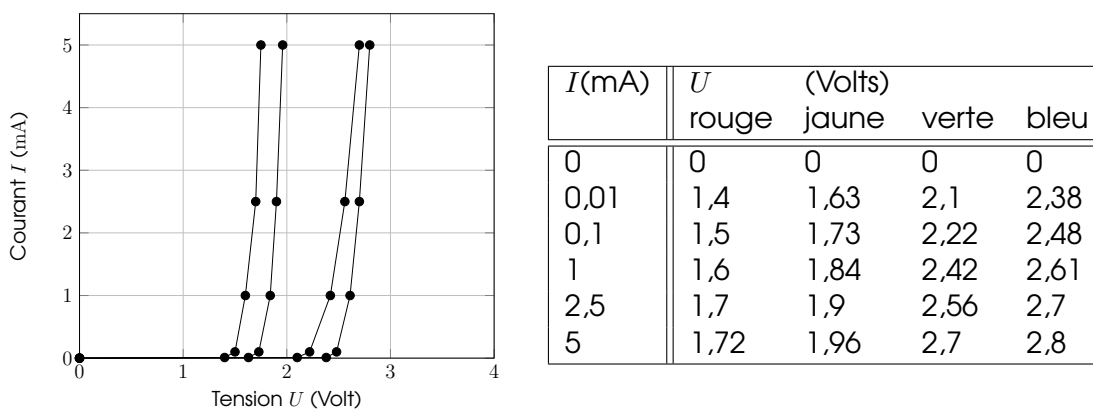 5
4
3
2
1
0
0 1 2 3 4
Courant I (mA)
Tension U (Volt)
I(mA) U (Volts)
rouge jaune verte bleu
0 0 0 0 0
0,01 1,4 1,63 2,1 2,38
0,1 1,5 1,73 2,22 2,48
1 1,6 1,84 2,42 2,61
2,5 1,7 1,9 2,56 2,7
5 1,72 1,96 2,7 2,8